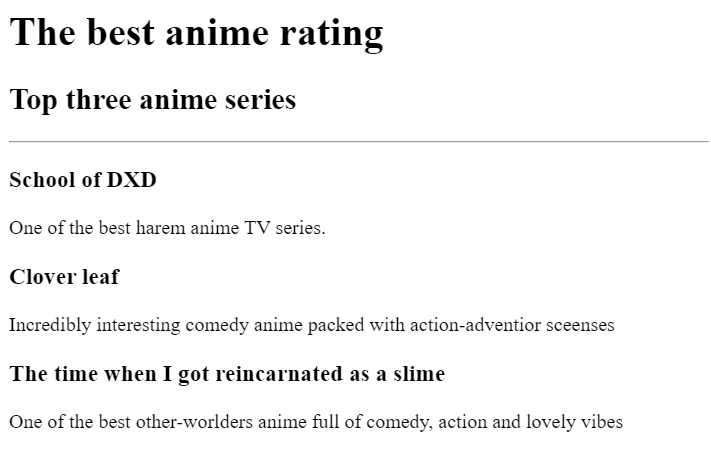 The best anime rating
Top three anime series
School of DXD
One of the best harem anime TV series.
Clover leaf
Incredibly interesting comedy anime packed with action-adventior sceenses
The time when I got reincarnated as a slime
One of the best other-worlders anime full of comedy, action and lovely vibes